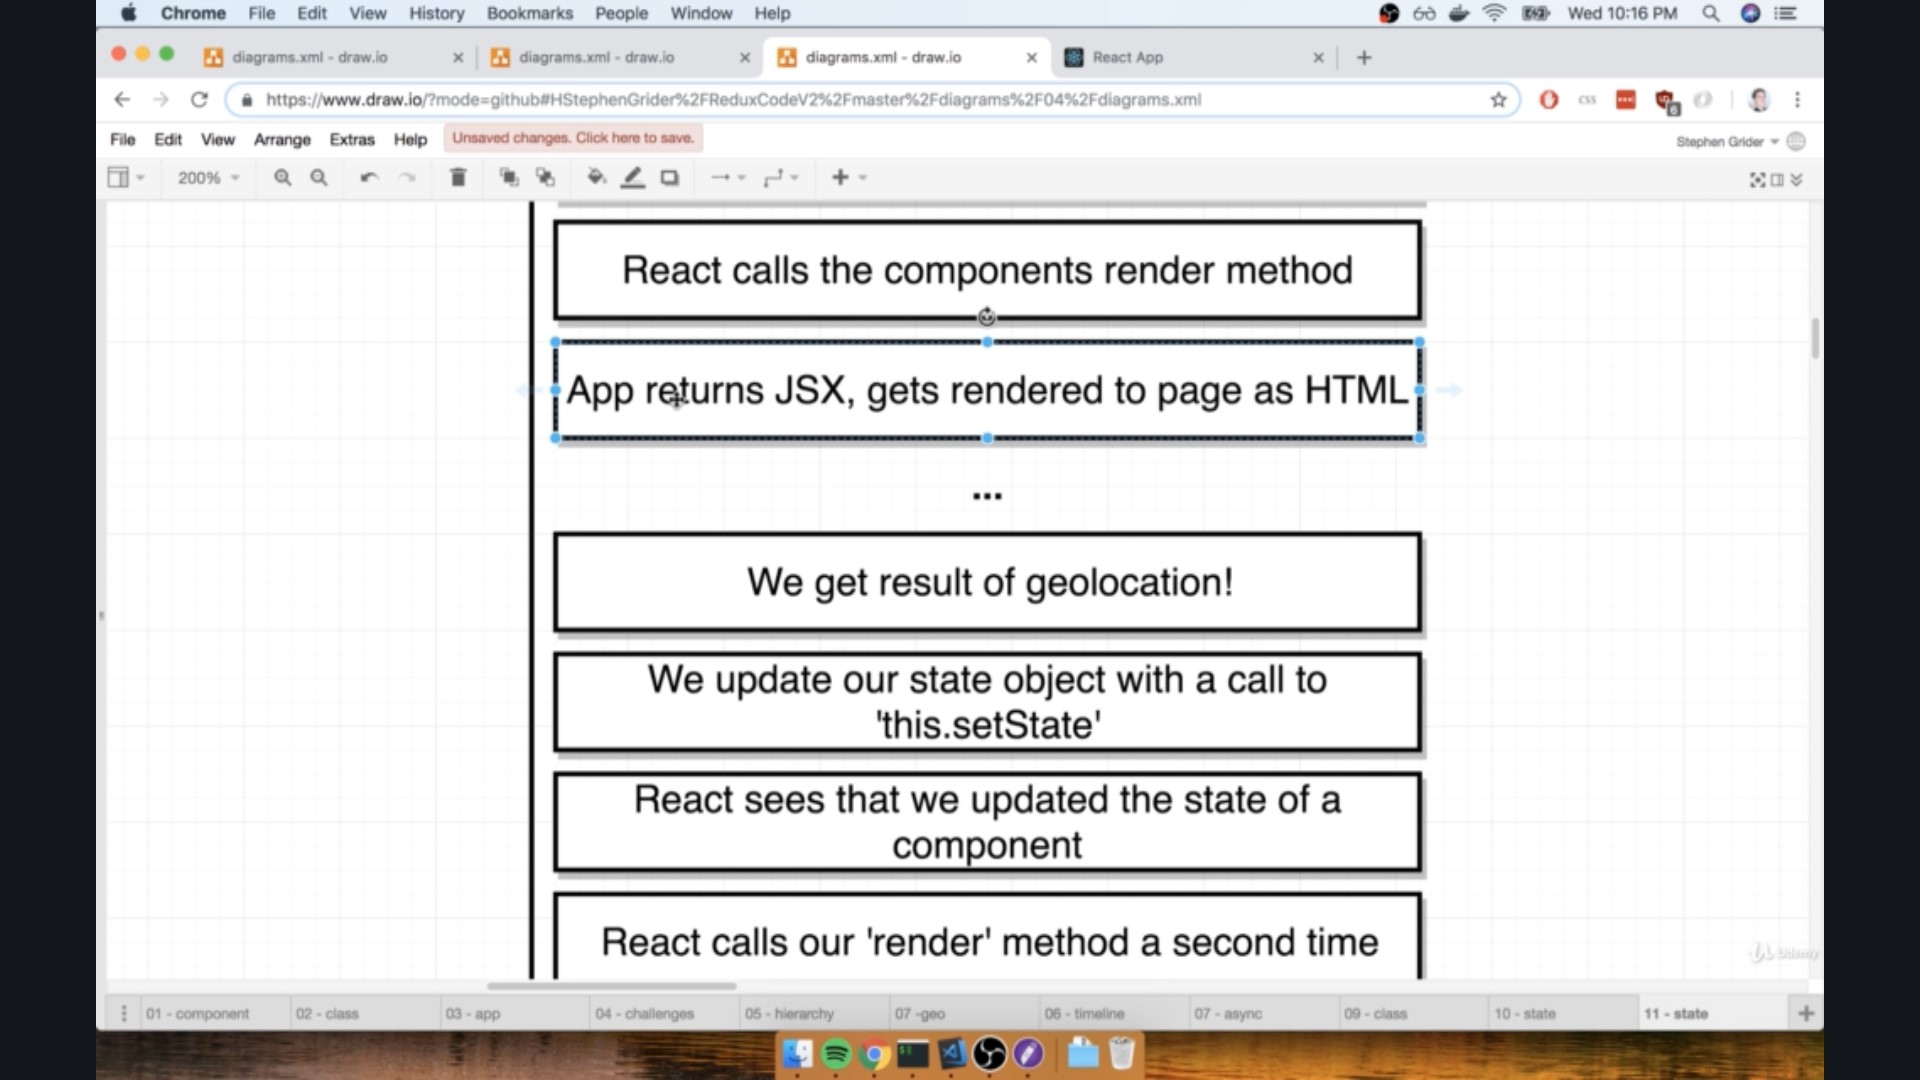 Chrome File Edit View History Bookmarks People Window Help Wed 10:16 PM
diagrams.xml - draw.io diagrams.xml - draw.io diagrams.xml - draw.io React App
https://www.draw.io/?mode=github#HStephenGrider%2FReduxCodeV2%2Fmaster%2Fdiagrams%2F04%2Fdiagrams.xml
File Edit View Arrange Extras Help Unsaved changes. Click here to save. Stephen Grider
200%
React calls the components render method
App returns JSX, gets rendered to page as HTML
...
We get result of geolocation!
We update our state object with a call to
'this.setState'
React sees that we updated the state of a
component
React calls our 'render' method a second time
Udemy
01 - component 02 - class 03 - app 04 - challenges 05 - hierarchy 07 -geo 06 - timeline 07 - async 09 - class 10 - state 11 - state